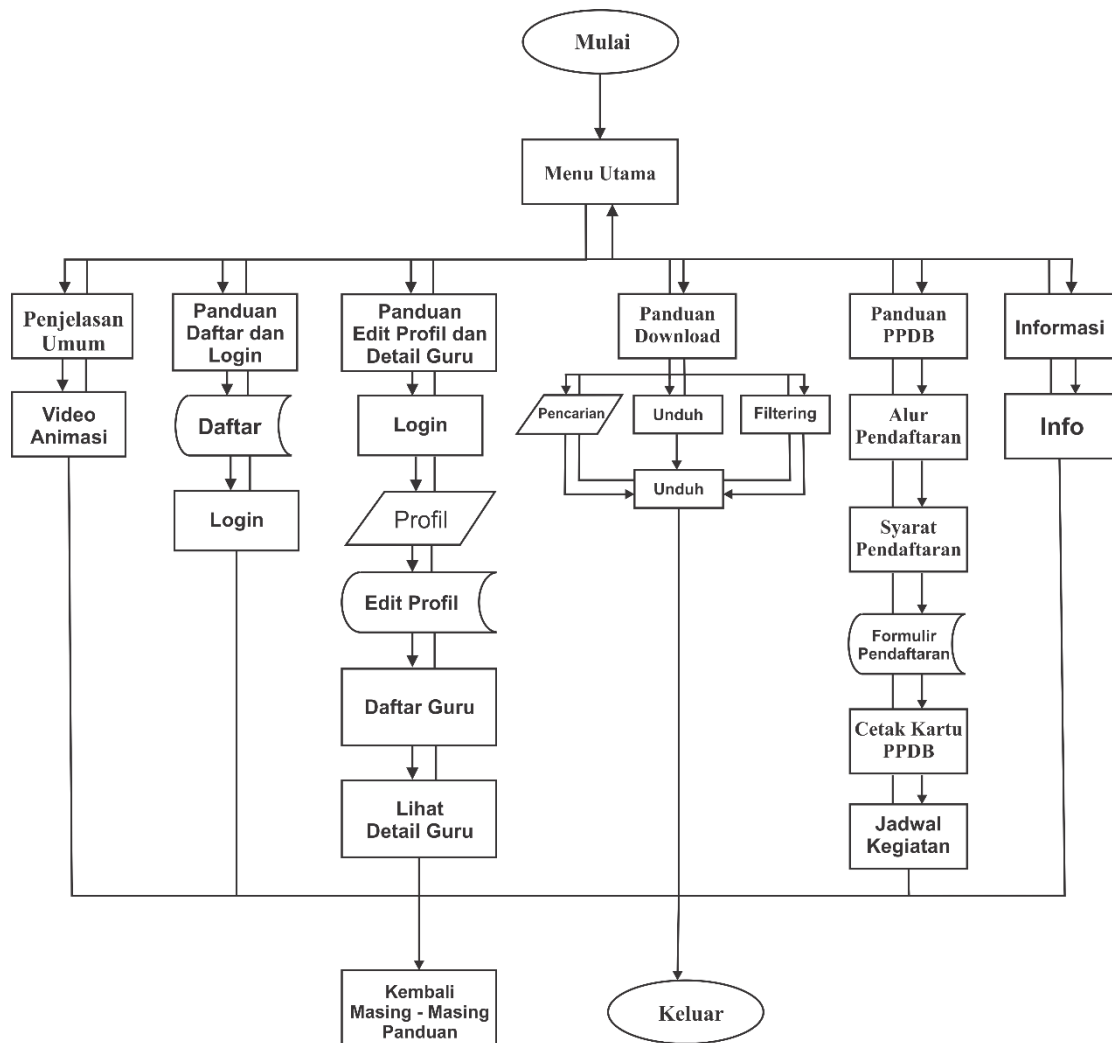 Mulai
Menu Utama
Penjelasan
Umum
Video
Animasi
Panduan
Daftar dan
Login
Daftar
Login
Panduan
Edit Profil dan
Detail Guru
Login
Profil
Edit Profil
Daftar Guru
Lihat
Detail Guru
Kembali
Masing - Masing
Panduan
Panduan
Download
Pencarian
Unduh
Filtering
Unduh
Keluar
Panduan
PPDB
Alur
Pendaftaran
Syarat
Pendaftaran
Formulir
Pendaftaran
Cetak Kartu
PPDB
Jadwal
Kegiatan
Informasi
Info